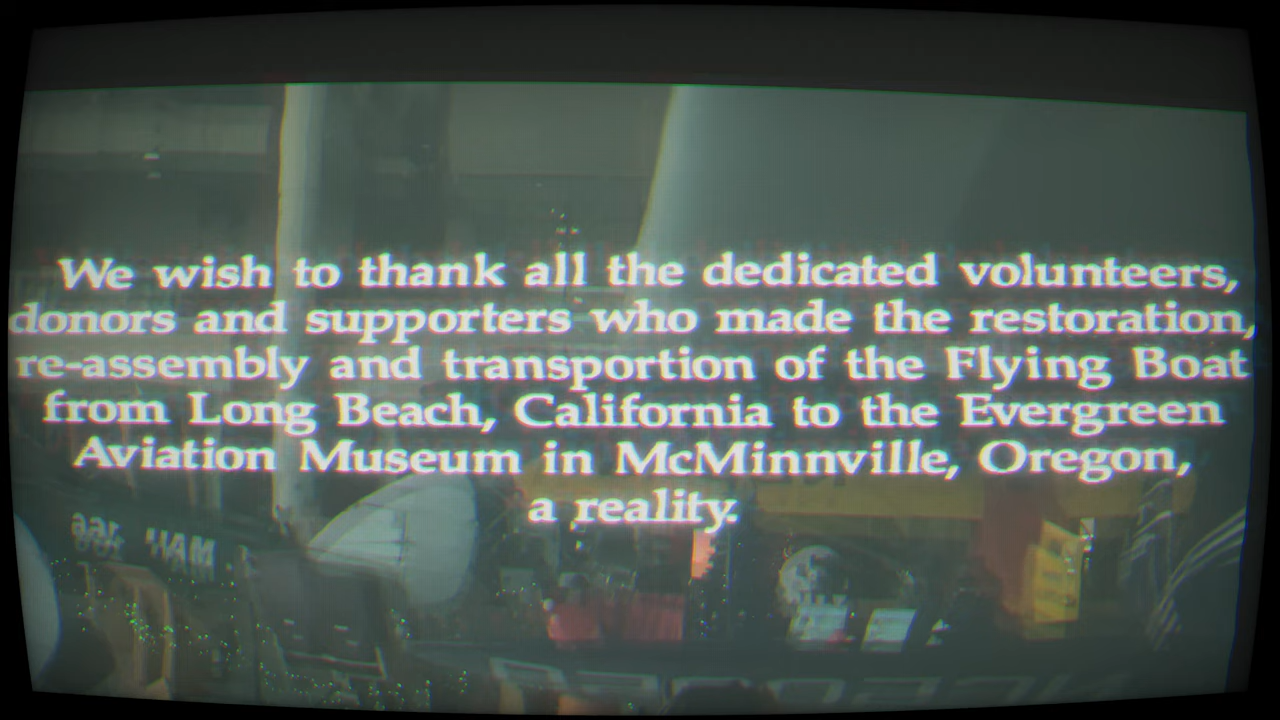 We wish to thank all the dedicated volunteers,
donors and supporters who made the restoration,
re-assembly and transportion of the Flying Boat
from Long Beach, California to the Evergreen
Aviation Museum in McMinnville, Oregon,
a reality.